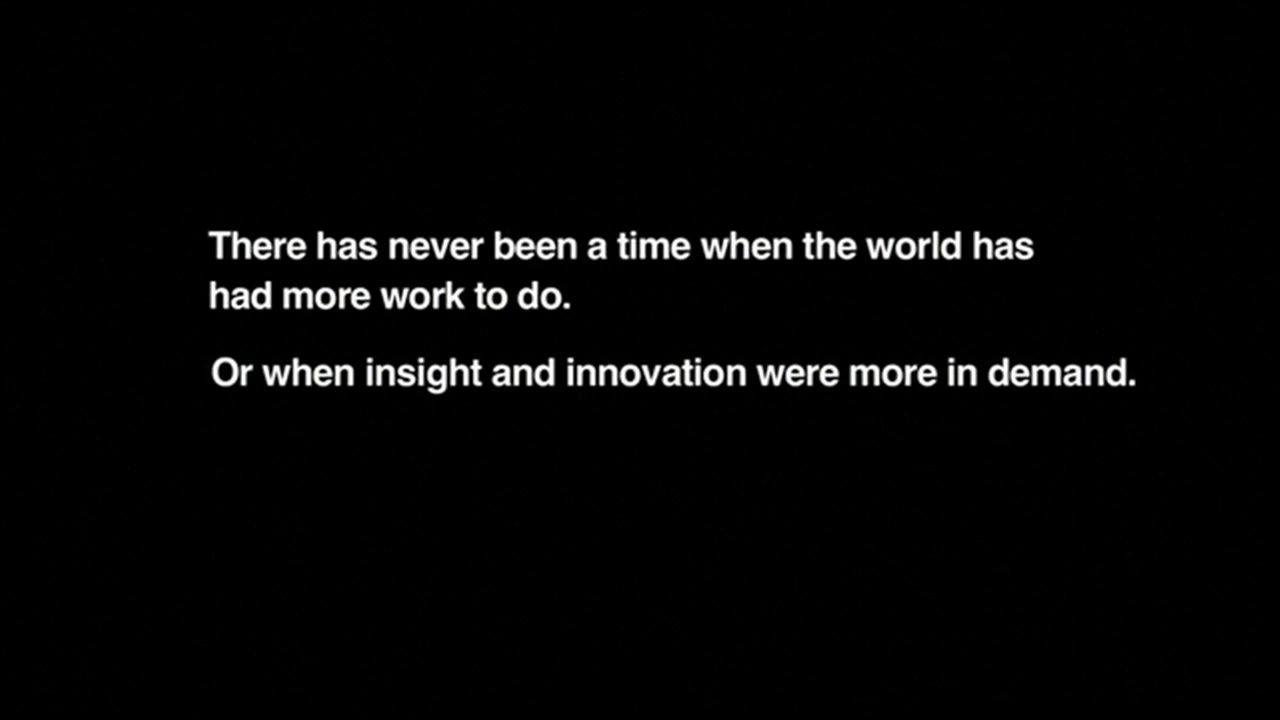 There has never been a time when the world has
had more work to do.
Or when insight and innovation were more in demand.